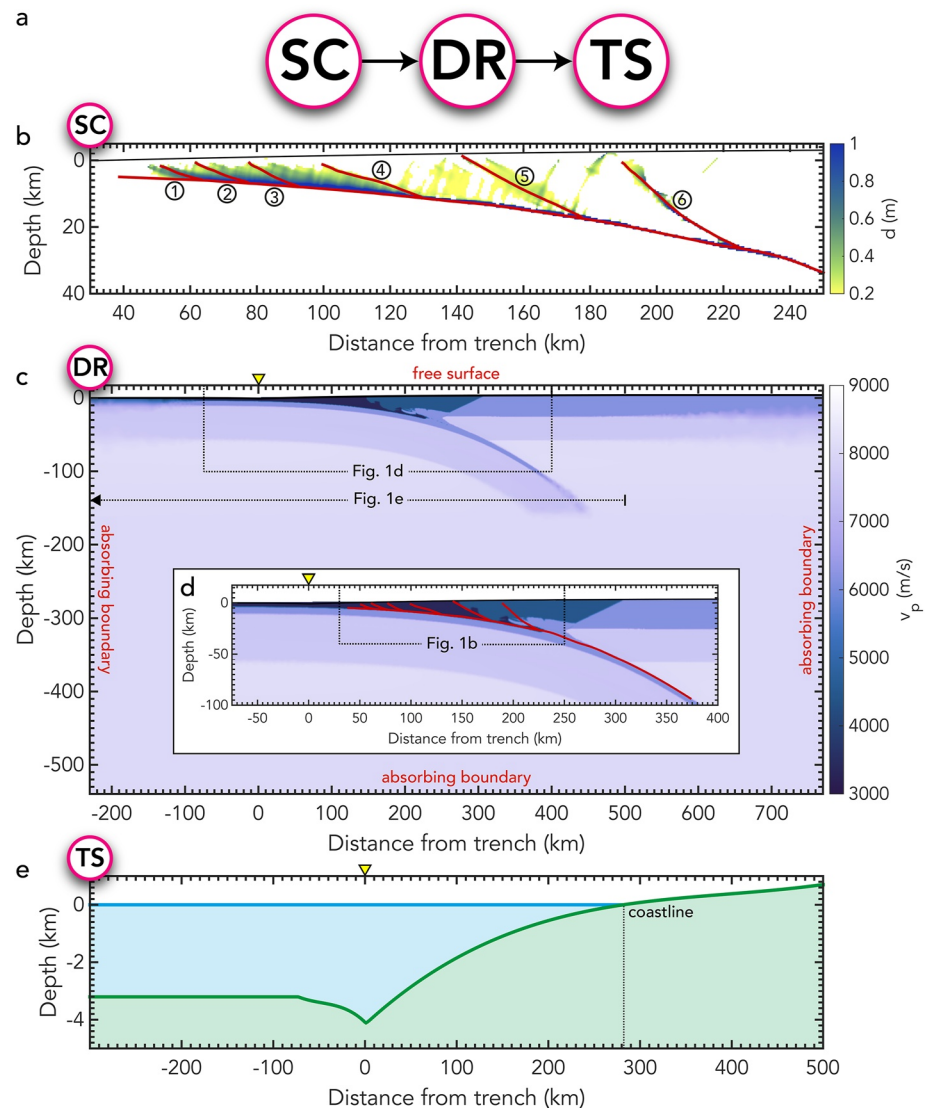 a
SC DR TS
b
SC
0
20
40
Depth (km)
1 2 3 4 5 6
40 60 80 100 120 140 160 180 200 220 240
Distance from trench (km)
1
0.8
0.6
0.4
0.2
d (m)
c
DR
free surface
0
-100
-200
-300
-400
-500
Depth (km)
Fig. 1d
Fig. 1e
absorbing boundary
absorbing boundary
d
0
-50
-100
Depth (km)
Fig. 1b
-50 0 50 100 150 200 250 300 350 400
Distance from trench (km)
absorbing boundary
-200 -100 0 100 200 300 400 500 600 700
Distance from trench (km)
9000
8000
7000
6000
5000
4000
3000
vp (m/s)
TS
e
0
-2
-4
Depth (km)
coastline
-200 -100 0 100 200 300 400 500
Distance from trench (km)